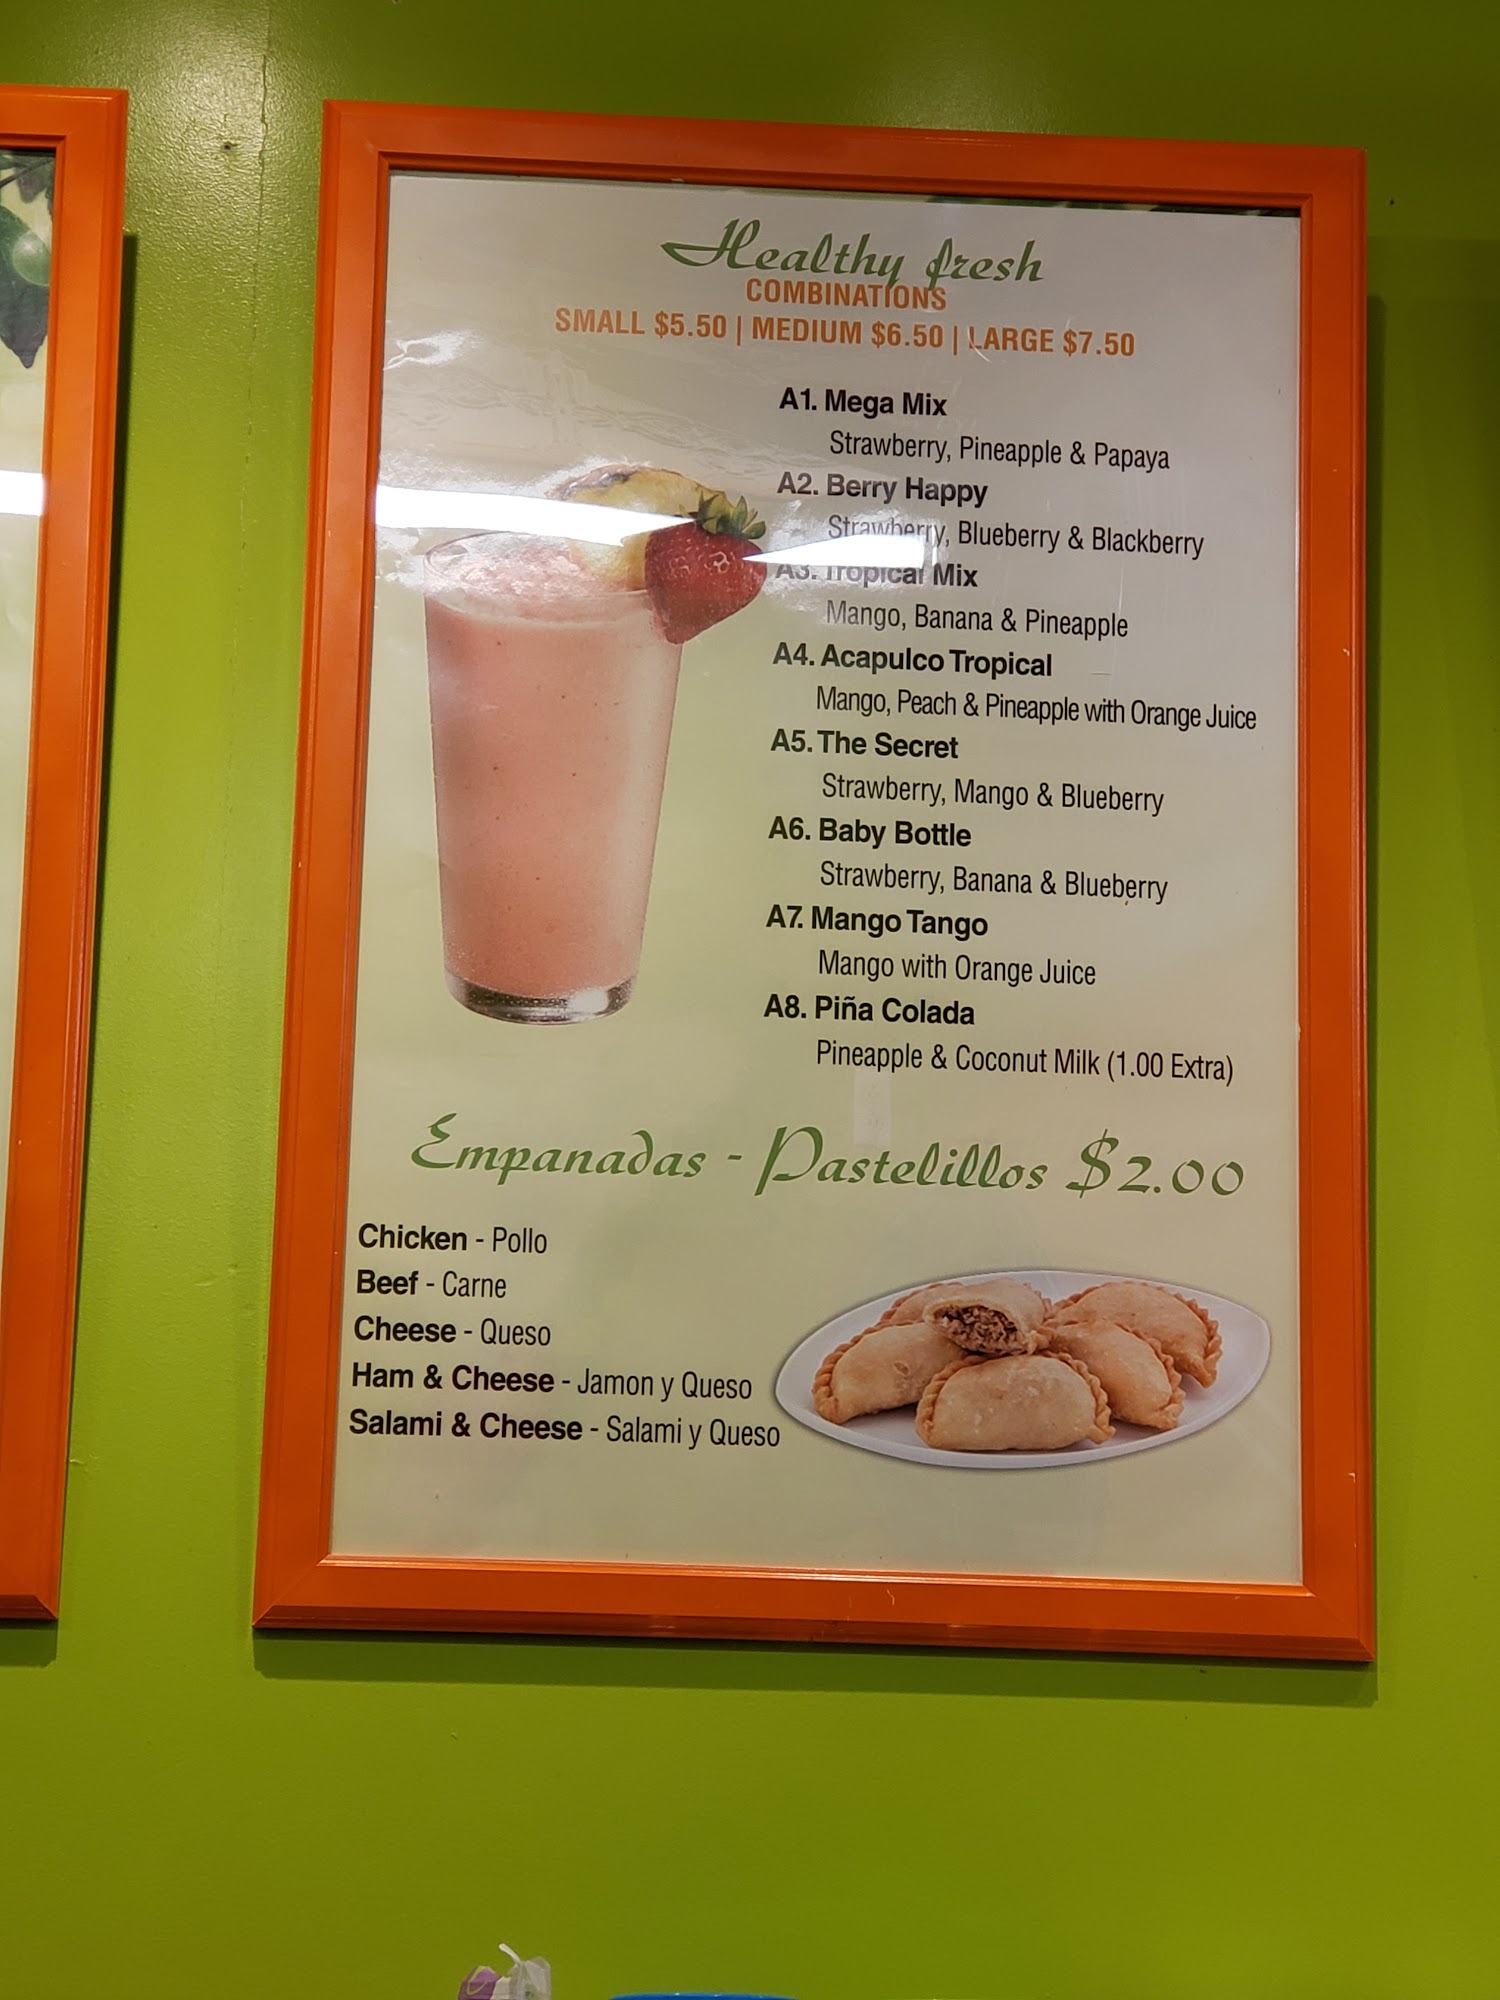 Healthy fresh
COMBINATIONS
SMALL $5.50 | MEDIUM $6.50 | LARGE $7.50
A1. Mega Mix
Strawberry, Pineapple & Papaya
A2. Berry Happy
Strawberry, Blueberry & Blackberry
A3. Tropical Mix
Mango, Banana & Pineapple
A4. Acapulco Tropical
Mango, Peach & Pineapple with Orange Juice
A5. The Secret
Strawberry, Mango & Blueberry
A6. Baby Bottle
Strawberry, Banana & Blueberry
A7. Mango Tango
Mango with Orange Juice
A8. Piña Colada
Pineapple & Coconut Milk (1.00 Extra)
Empanadas - Pastelillos $2.00
Chicken - Pollo
Beef - Carne
Cheese - Queso
Ham & Cheese - Jamon y Queso
Salami & Cheese - Salami y Queso